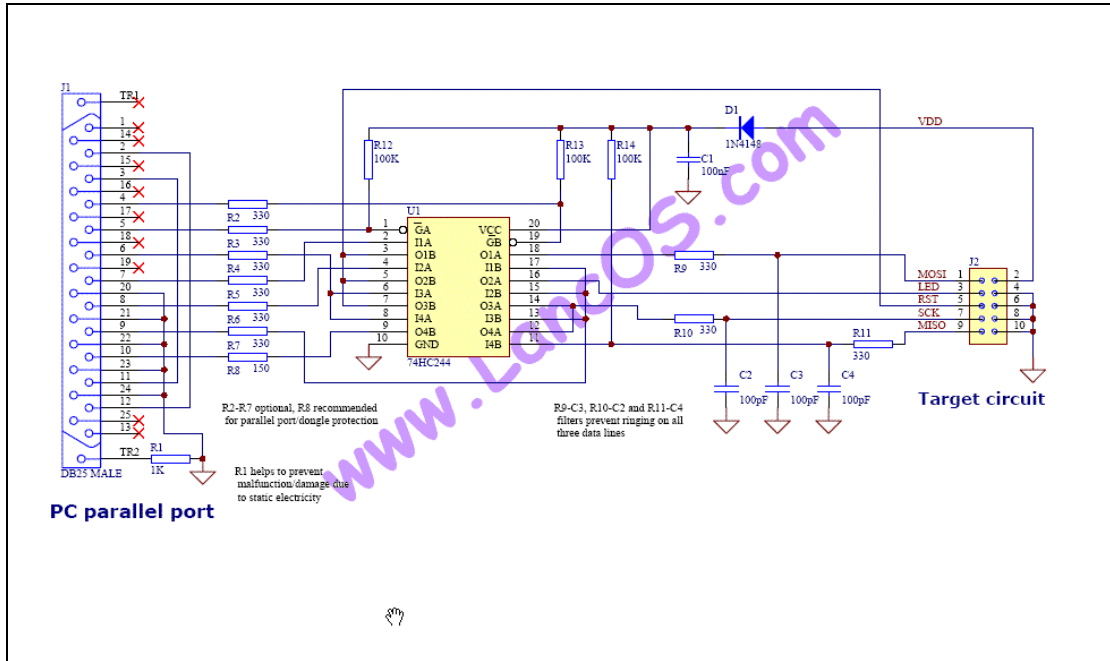 J1
TR1
1
14
2
15
3
16
4
17
5
18
6
19
7
20
8
21
9
22
10
23
11
24
12
25
13
TR2
DB25 MALE
R1
1K
PC parallel port
R2 330
R3 330
R4 330
R5 330
R6 330
R7 330
R8 150
R12
100K
R13
100K
R14
100K
C1
100nF
D1
1N4148
VDD
U1
1 GA VCC 20
2 I1A GB 19
3 O1B O1A 18
4 I2A I1B 17
5 O2B O2A 16
6 I3A I2B 15
7 O3B O3A 14
8 I4A I3B 13
9 O4B O4A 12
10 GND I4B 11
74HC244
R9 330
R10 330
R11
330
C2
100pF
C3
100pF
C4
100pF
J2
MOSI 1 2
LED 3 4
RST 5 6
SCK 7 8
MISO 9 10
Target circuit
R2-R7 optional, R8 recommended
for parallel port/dongle protection
R9-C3, R10-C2 and R11-C4
filters prevent ringing on all
three data lines
R1 helps to prevent
malfunction/damage due
to static electricity
www.LancOS.com